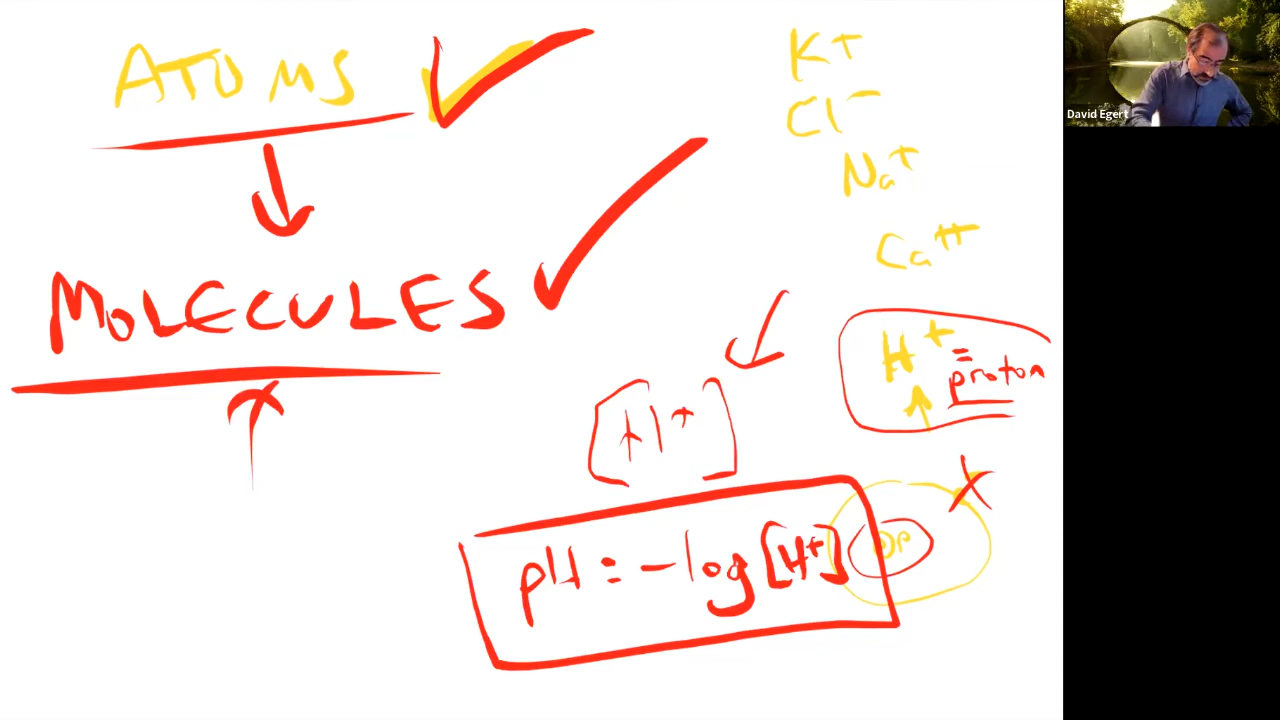 ATOMS
MOLECULES
K+
Cl-
Na+
Ca++
H+ =
proton
[H+]
pH = -log[H+]
P
David Egert